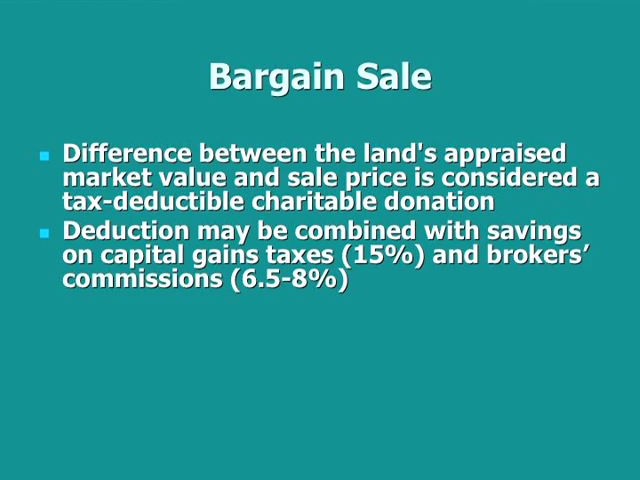 Bargain Sale
Difference between the land's appraised
market value and sale price is considered a
tax-deductible charitable donation
Deduction may be combined with savings
on capital gains taxes (15%) and brokers’
commissions (6.5-8%)